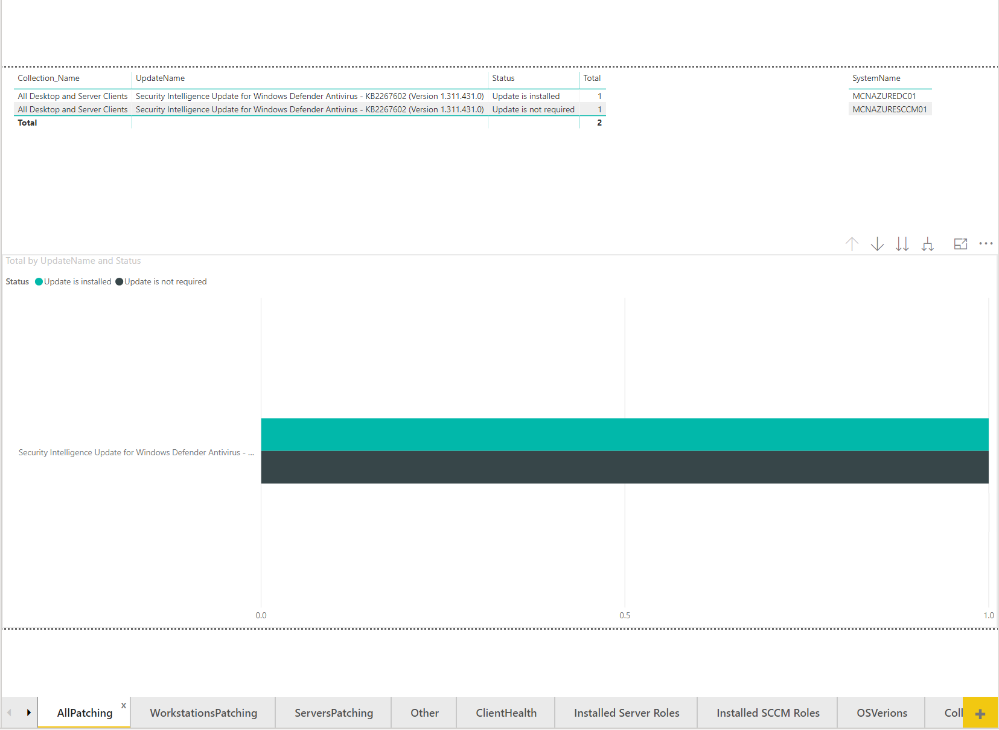 Collection_Name UpdateName Status Total SystemName
All Desktop and Server Clients Security Intelligence Update for Windows Defender Antivirus - KB2267602 (Version 1.311.431.0) Update is installed 1 MCNAZUREDC01
All Desktop and Server Clients Security Intelligence Update for Windows Defender Antivirus - KB2267602 (Version 1.311.431.0) Update is not required 1 MCNAZURESCCM01
Total 2
Total by UpdateName and Status
Status Update is installed Update is not required
Security Intelligence Update for Windows Defender Antivirus - ...
0.0 0.5 1.0
AllPatching x WorkstationsPatching ServersPatching Other ClientHealth Installed Server Roles Installed SCCM Roles OSVerions Coll